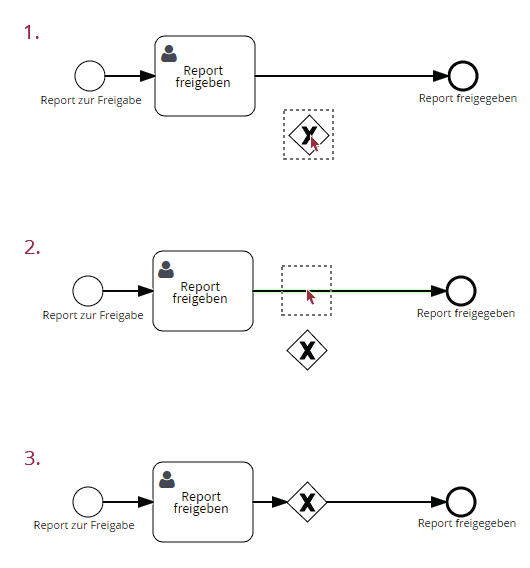 1.
Report
freigeben
Report zur Freigabe
Report freigegeben
2.
Report
freigeben
Report zur Freigabe
Report freigegeben
3.
Report
freigeben
Report zur Freigabe
Report freigegeben